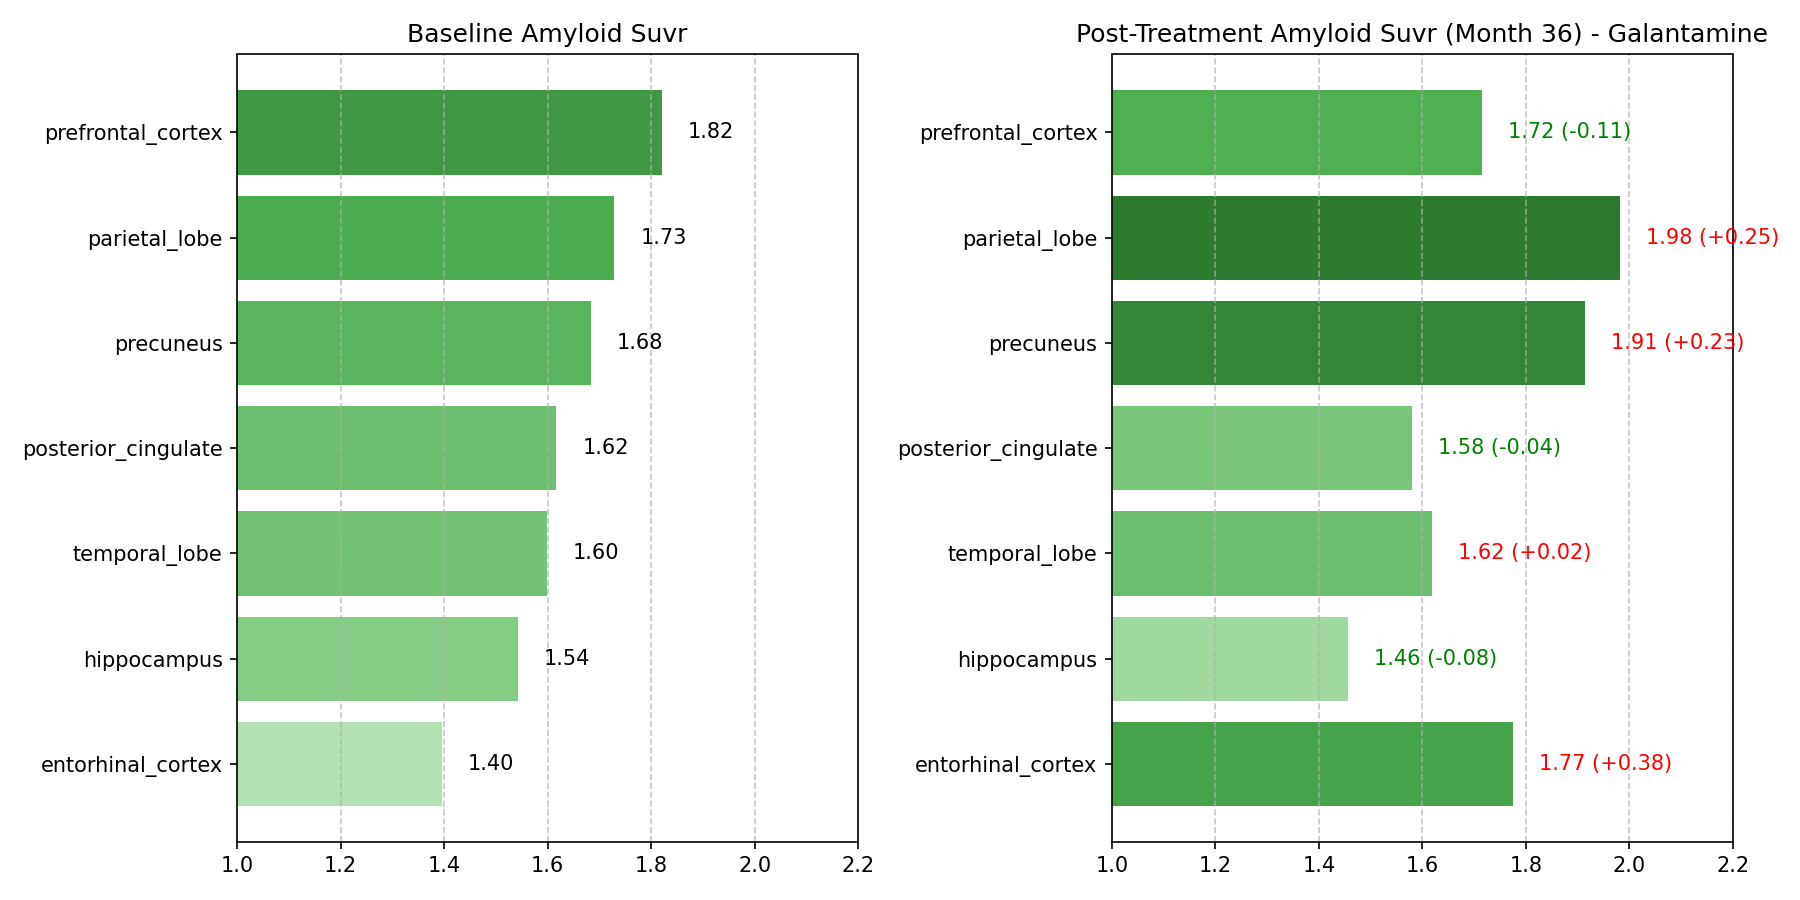 Baseline Amyloid Suvr
prefrontal_cortex 1.82
parietal_lobe 1.73
precuneus 1.68
posterior_cingulate 1.62
temporal_lobe 1.60
hippocampus 1.54
entorhinal_cortex 1.40
1.0 1.2 1.4 1.6 1.8 2.0 2.2
Post-Treatment Amyloid Suvr (Month 36) - Galantamine
prefrontal_cortex 1.72 (-0.11)
parietal_lobe 1.98 (+0.25)
precuneus 1.91 (+0.23)
posterior_cingulate 1.58 (-0.04)
temporal_lobe 1.62 (+0.02)
hippocampus 1.46 (-0.08)
entorhinal_cortex 1.77 (+0.38)
1.0 1.2 1.4 1.6 1.8 2.0 2.2